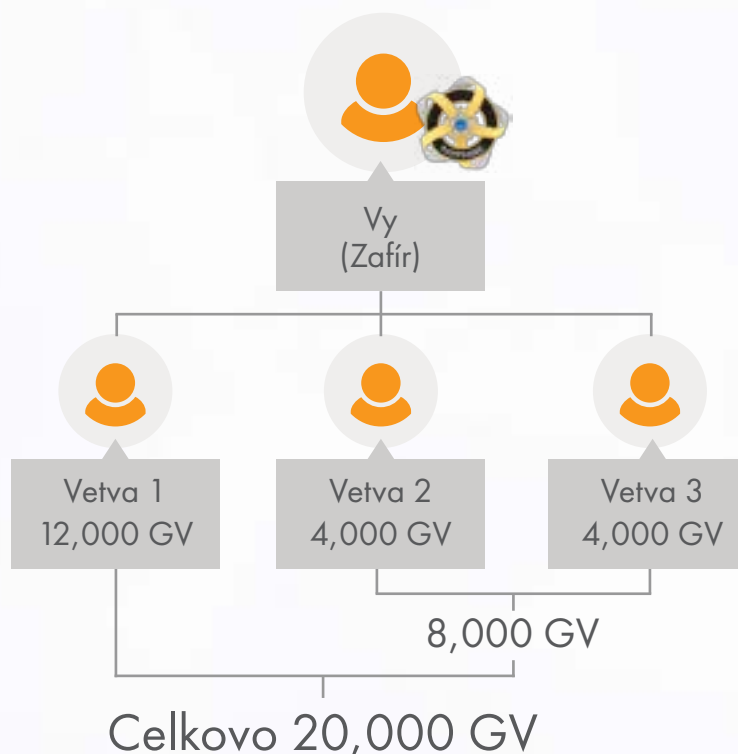 Vy
(Zafír)
Vetva 1
12,000 GV
Vetva 2
4,000 GV
Vetva 3
4,000 GV
8,000 GV
Celkovo 20,000 GV